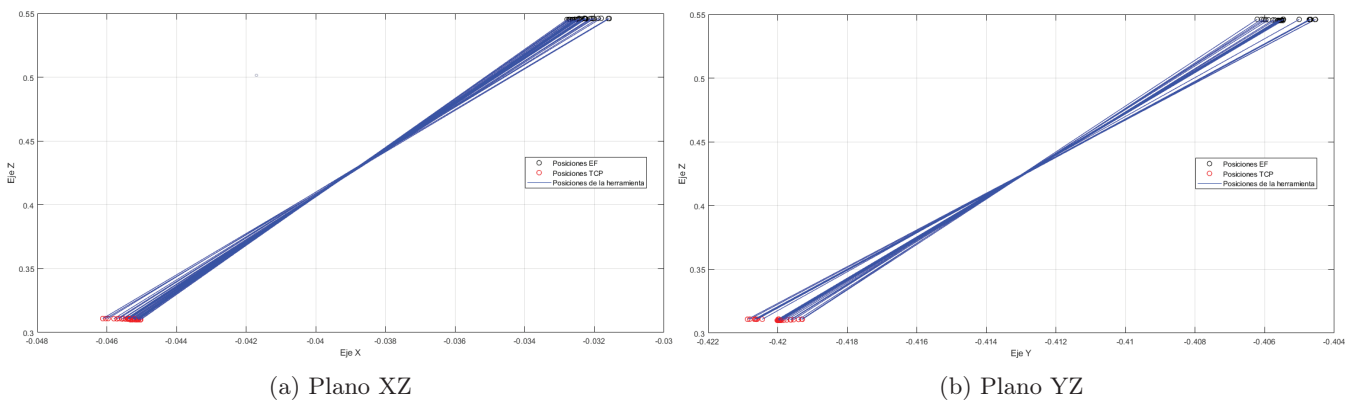 0.55
0.5
0.45
0.4
0.35
0.3
Eje Z
-0.048 -0.046 -0.044 -0.042 -0.04 -0.038 -0.036 -0.034 -0.032 -0.03
Eje X
Posiciones EF
Posiciones TCP
Posiciones de la herramienta
(a) Plano XZ
0.55
0.5
0.45
0.4
0.35
0.3
Eje Z
-0.422 -0.42 -0.418 -0.416 -0.414 -0.412 -0.41 -0.408 -0.406 -0.404
Eje Y
Posiciones EF
Posiciones TCP
Posiciones de la herramienta
(b) Plano YZ